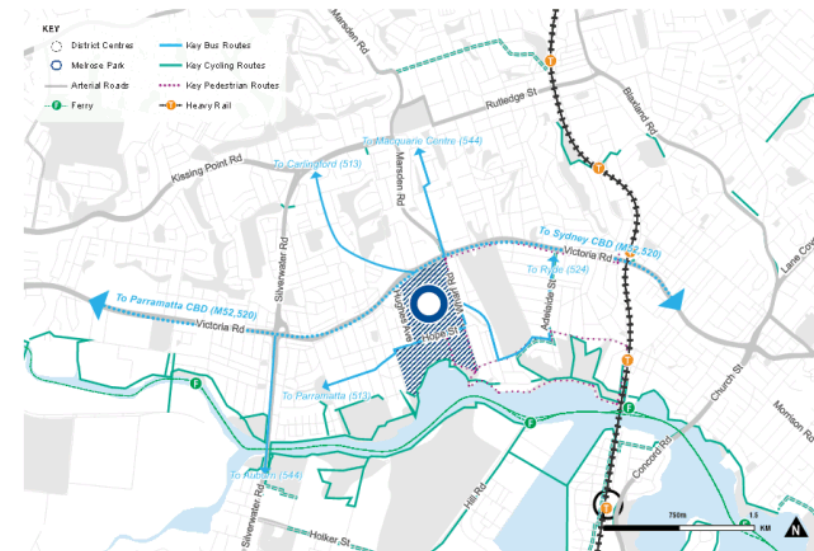 KEY
District Centres
Melrose Park
Arterial Roads
F Ferry
Key Bus Routes
Key Cycling Routes
Key Pedestrian Routes
T Heavy Rail
Marsden Rd
T
Rutledge St
Blaxland Rd
To Macquarie Centre (544)
To Carlingford (513)
Kissing Point Rd
Marsden Rd
T
To Sydney CBD (M52,520)
Victoria Rd
T
Lane Cov
To Ryde (524)
Silverwater Rd
Wharf Rd
Hughes Ave
Adelaide St
To Parramatta CBD (M52,520)
Victoria Rd
Hope St
T
Church St
F
To Parramatta (513)
F
F
Morrison Rd
Concord Rd
To Auburn (544)
Silverwater Rd
Hill Rd
T
Holker St
750m
1.5
KM
F
N